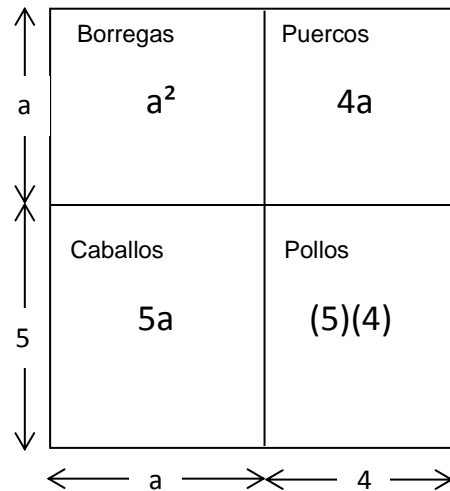 Borregas Puercos
a a² 4a
Caballos Pollos
5 5a (5)(4)
a 4